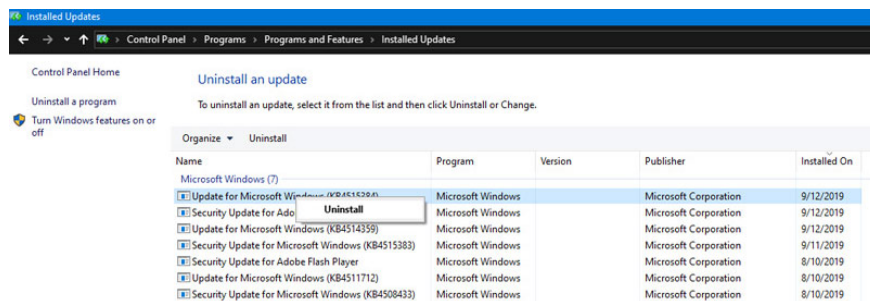 Installed Updates
Control Panel > Programs > Programs and Features > Installed Updates
Control Panel Home
Uninstall a program
Turn Windows features on or
off
Uninstall an update
To uninstall an update, select it from the list and then click Uninstall or Change.
Organize Uninstall
Name Program Version Publisher Installed On
Microsoft Windows (7)
Update for Microsoft Windows Microsoft Windows Microsoft Corporation 9/12/2019
Uninstall
Security Update for Ado Microsoft Windows Microsoft Corporation 9/12/2019
Update for Microsoft Windows (KB4514359) Microsoft Windows Microsoft Corporation 9/12/2019
Security Update for Microsoft Windows (KB4515383) Microsoft Windows Microsoft Corporation 9/11/2019
Security Update for Adobe Flash Player Microsoft Windows Microsoft Corporation 8/10/2019
Update for Microsoft Windows (KB4511712) Microsoft Windows Microsoft Corporation 8/10/2019
Security Update for Microsoft Windows (KB4508433) Microsoft Windows Microsoft Corporation 8/10/2019